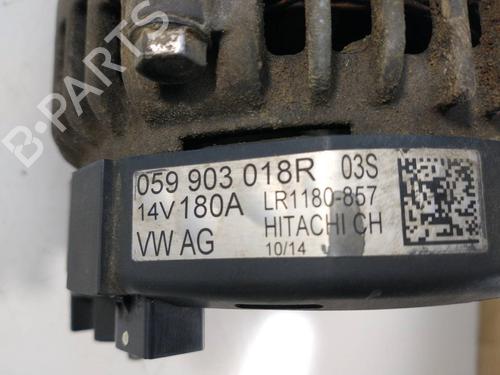 B-PARTS
059 903 018R 03S
14V 180A LR1180-857
VW AG HITACHI CH
10/14